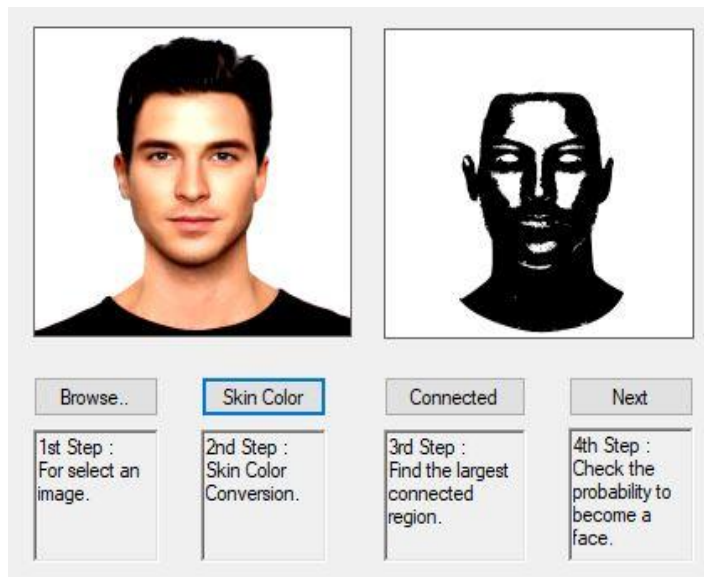 Browse..
Skin Color
Connected
Next
1st Step :
For select an
image.
2nd Step :
Skin Color
Conversion.
3rd Step :
Find the largest
connected
region.
4th Step :
Check the
probability to
become a
face.